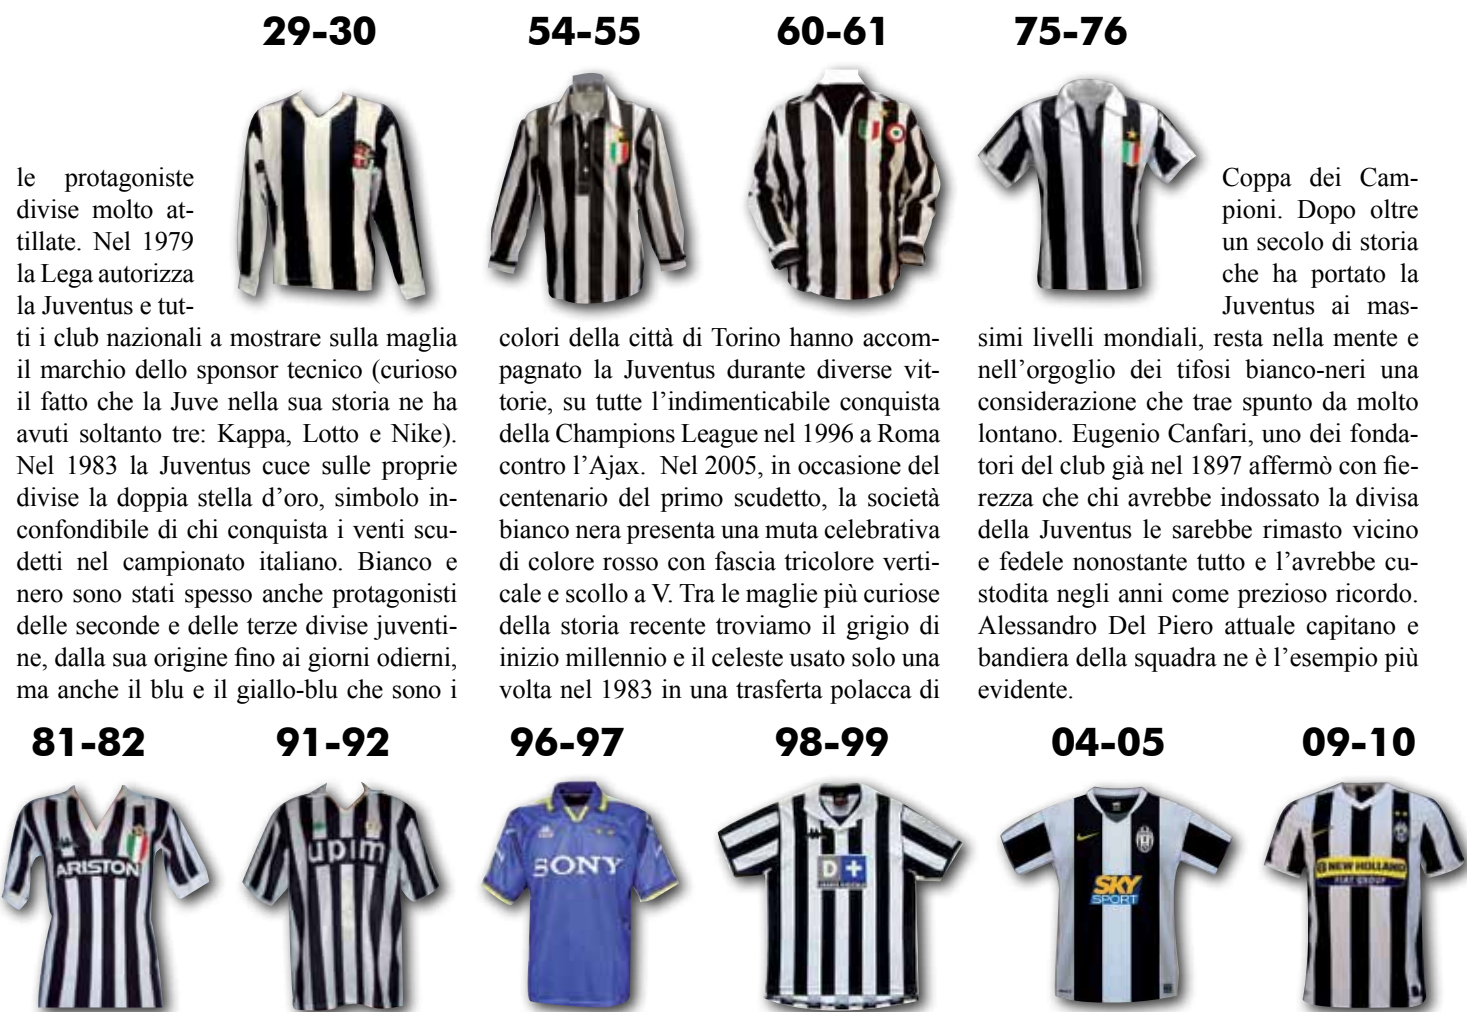 29-30
54-55
60-61
75-76
le protagoniste
divise molto at-
tillate. Nel 1979
la Lega autorizza
la Juventus e tut-
ti i club nazionali a mostrare sulla maglia
il marchio dello sponsor tecnico (curioso
il fatto che la Juve nella sua storia ne ha
avuti soltanto tre: Kappa, Lotto e Nike).
Nel 1983 la Juventus cuce sulle proprie
divise la doppia stella d’oro, simbolo in-
confondibile di chi conquista i venti scu-
detti nel campionato italiano. Bianco e
nero sono stati spesso anche protagonisti
delle seconde e delle terze divise juventi-
ne, dalla sua origine fino ai giorni odierni,
ma anche il blu e il giallo-blu che sono i
colori della città di Torino hanno accom-
pagnato la Juventus durante diverse vit-
torie, su tutte l’indimenticabile conquista
della Champions League nel 1996 a Roma
contro l’Ajax. Nel 2005, in occasione del
centenario del primo scudetto, la società
bianco nera presenta una muta celebrativa
di colore rosso con fascia tricolore verti-
cale e scollo a V. Tra le maglie più curiose
della storia recente troviamo il grigio di
inizio millennio e il celeste usato solo una
volta nel 1983 in una trasferta polacca di
Coppa dei Cam-
pioni. Dopo oltre
un secolo di storia
che ha portato la
Juventus ai mas-
simi livelli mondiali, resta nella mente e
nell’orgoglio dei tifosi bianco-neri una
considerazione che trae spunto da molto
lontano. Eugenio Canfari, uno dei fonda-
tori del club già nel 1897 affermò con fie-
rezza che chi avrebbe indossato la divisa
della Juventus le sarebbe rimasto vicino
e fedele nonostante tutto e l’avrebbe cu-
stodita negli anni come prezioso ricordo.
Alessandro Del Piero attuale capitano e
bandiera della squadra ne è l’esempio più
evidente.
81-82
91-92
96-97
98-99
04-05
09-10
ARISTON
upim
SONY
D+
SKY
SPORT
NEW HOLLAND
FIAT GROUP